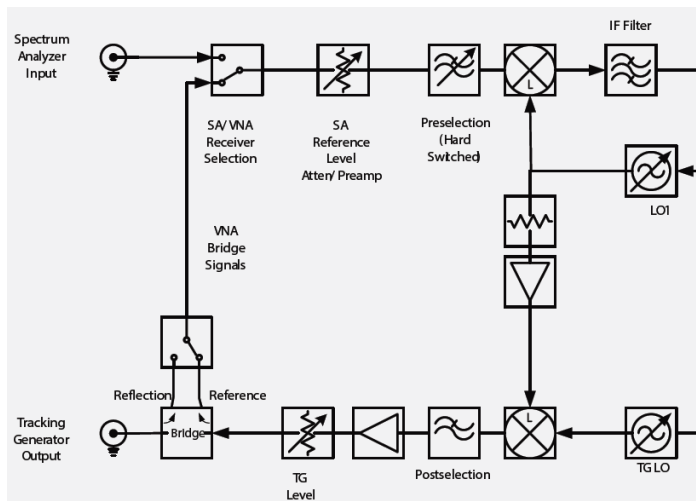 Spectrum
Analyzer
Input
SA/ VNA
Receiver
Selection
SA
Reference
Level
Atten/ Preamp
Preselection
(Hard
Switched)
L
IF Filter
LO1
VNA
Bridge
Signals
Reflection
Reference
Tracking
Generator
Output
Bridge
TG
Level
Postselection
L
TG LO